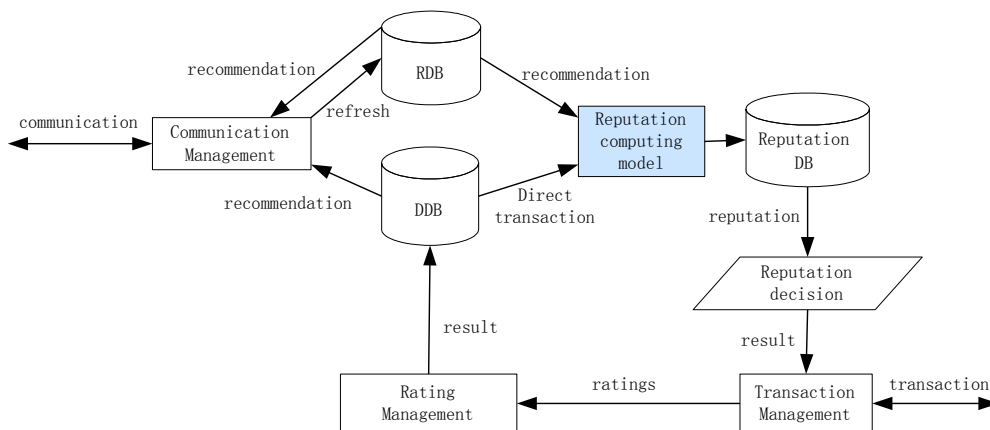 RDB
recommendation
recommendation
refresh
communication
Communication
Management
Reputation
computing
model
Reputation
DB
recommendation
DDB
Direct
transaction
reputation
Reputation
decision
result
result
Rating
Management
ratings
Transaction
Management
transaction